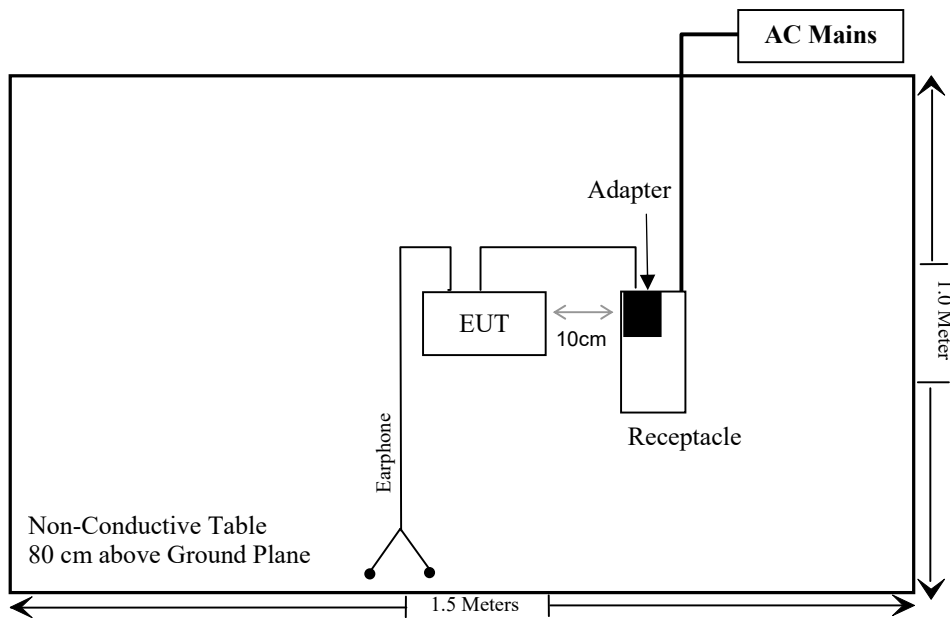 AC Mains
Adapter
EUT
10cm
1.0 Meter
Receptacle
Earphone
Non-Conductive Table
80 cm above Ground Plane
1.5 Meters